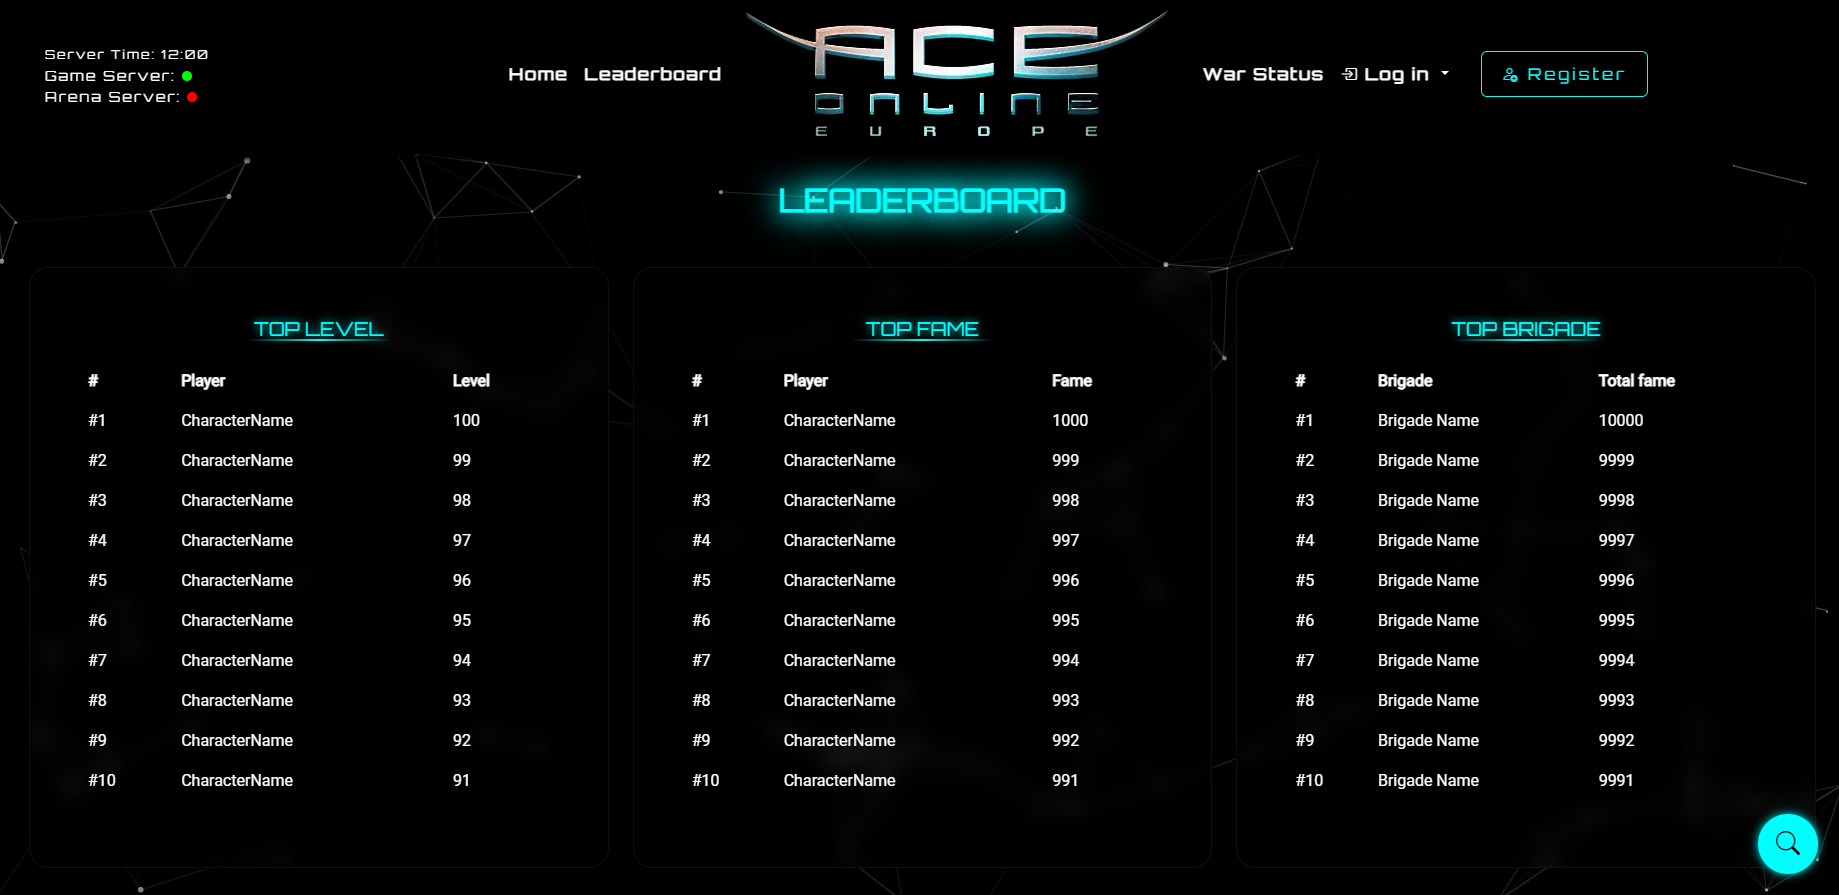 Server Time: 12:00
Game Server:
Arena Server:
Home Leaderboard
ACE
ONLINE
EUROPE
War Status Log in Register
LEADERBOARD
TOP LEVEL
# Player Level
#1 CharacterName 100
#2 CharacterName 99
#3 CharacterName 98
#4 CharacterName 97
#5 CharacterName 96
#6 CharacterName 95
#7 CharacterName 94
#8 CharacterName 93
#9 CharacterName 92
#10 CharacterName 91
TOP FAME
# Player Fame
#1 CharacterName 1000
#2 CharacterName 999
#3 CharacterName 998
#4 CharacterName 997
#5 CharacterName 996
#6 CharacterName 995
#7 CharacterName 994
#8 CharacterName 993
#9 CharacterName 992
#10 CharacterName 991
TOP BRIGADE
# Brigade Total fame
#1 Brigade Name 10000
#2 Brigade Name 9999
#3 Brigade Name 9998
#4 Brigade Name 9997
#5 Brigade Name 9996
#6 Brigade Name 9995
#7 Brigade Name 9994
#8 Brigade Name 9993
#9 Brigade Name 9992
#10 Brigade Name 9991